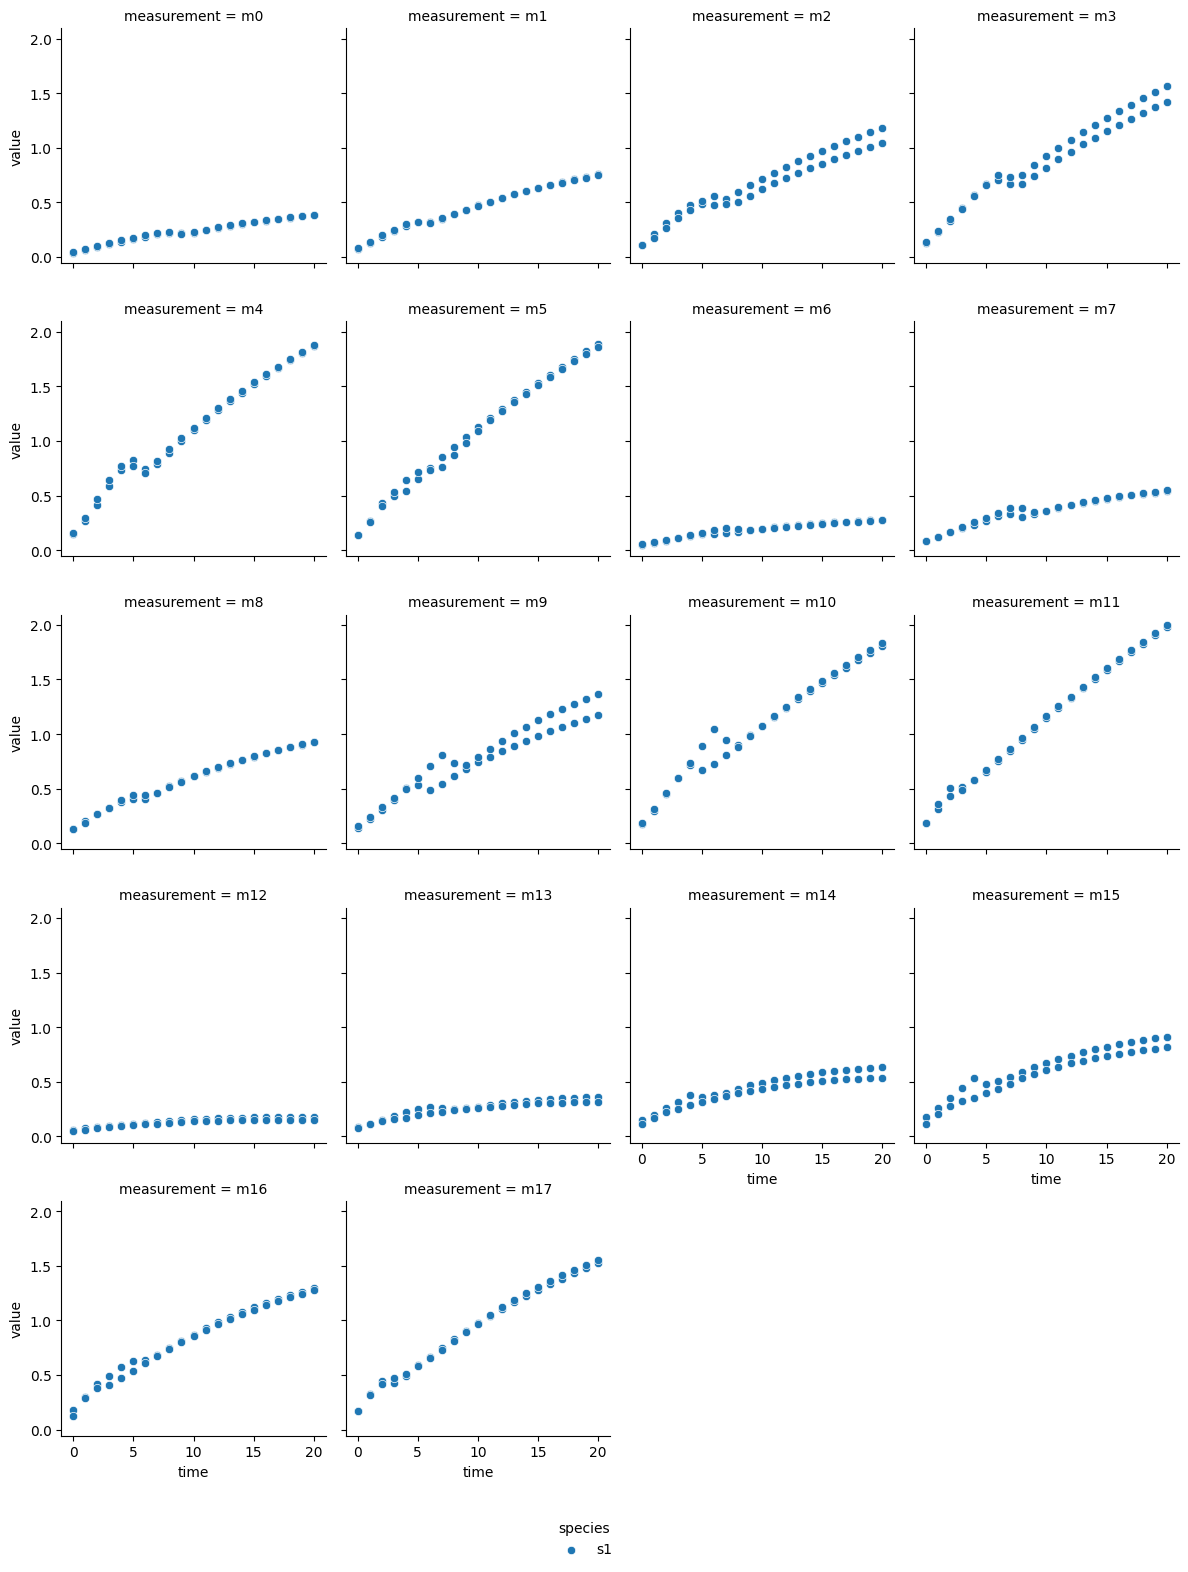 measurement = m0 measurement = m1 measurement = m2 measurement = m3
2.0
1.5
value
1.0
0.5
0.0
measurement = m4 measurement = m5 measurement = m6 measurement = m7
2.0
1.5
value
1.0
0.5
0.0
measurement = m8 measurement = m9 measurement = m10 measurement = m11
2.0
1.5
value
1.0
0.5
0.0
measurement = m12 measurement = m13 measurement = m14 measurement = m15
2.0
1.5
value
1.0
0.5
0.0
0 5 10 15 20 0 5 10 15 20
time time
measurement = m16 measurement = m17
2.0
1.5
value
1.0
0.5
0.0
0 5 10 15 20 0 5 10 15 20
time time
species
s1